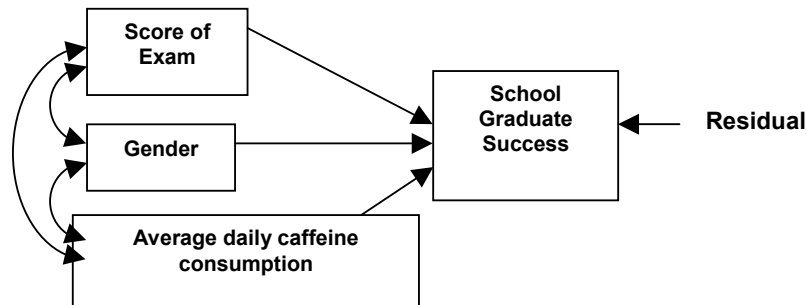 Score of
Exam
Gender
Average daily caffeine
consumption
School
Graduate
Success
Residual